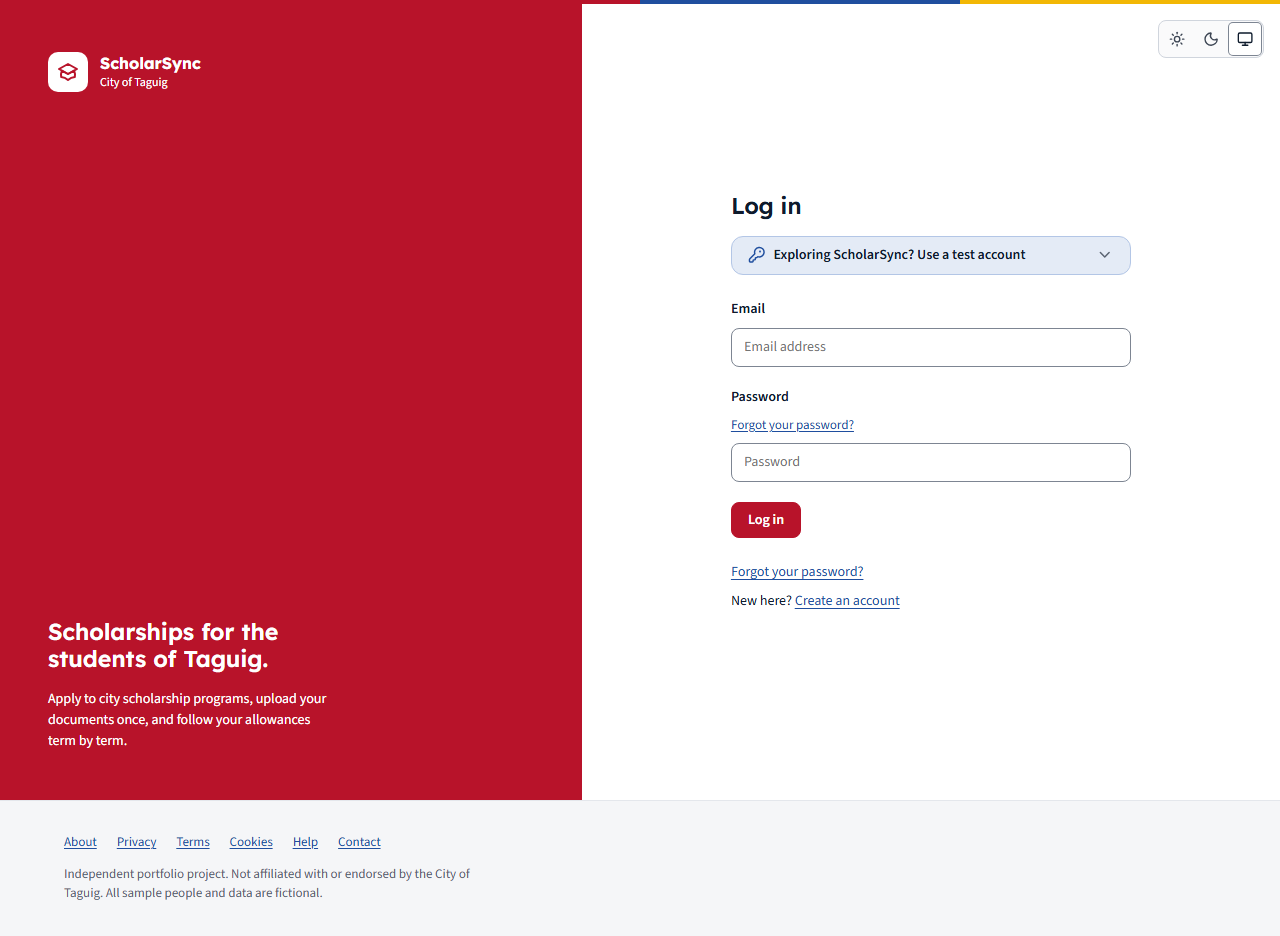 ScholarSync
City of Taguig
Scholarships for the
students of Taguig.
Apply to city scholarship programs, upload your
documents once, and follow your allowances
term by term.
Log in
Exploring ScholarSync? Use a test account
Email
Email address
Password
Forgot your password?
Password
Log in
Forgot your password?
New here? Create an account
About Privacy Terms Cookies Help Contact
Independent portfolio project. Not affiliated with or endorsed by the City of
Taguig. All sample people and data are fictional.